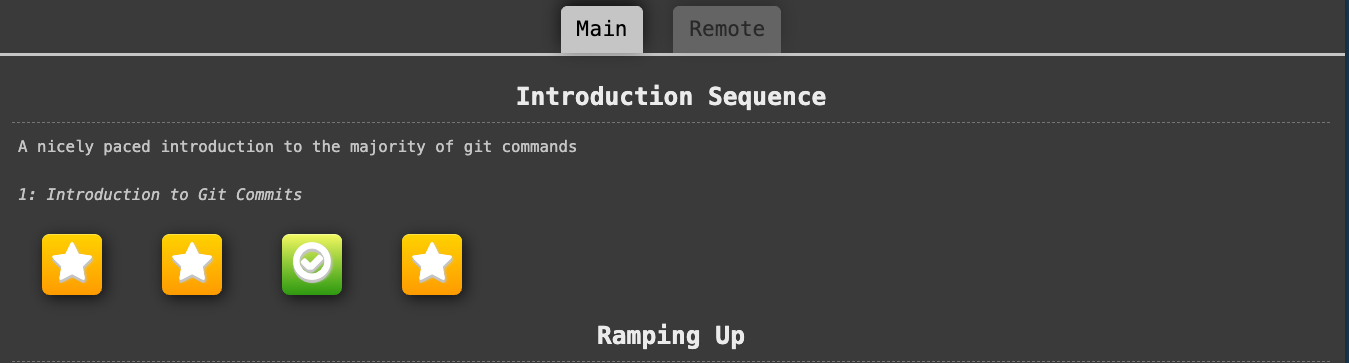 Main
Remote
Introduction Sequence
A nicely paced introduction to the majority of git commands
1: Introduction to Git Commits
Ramping Up